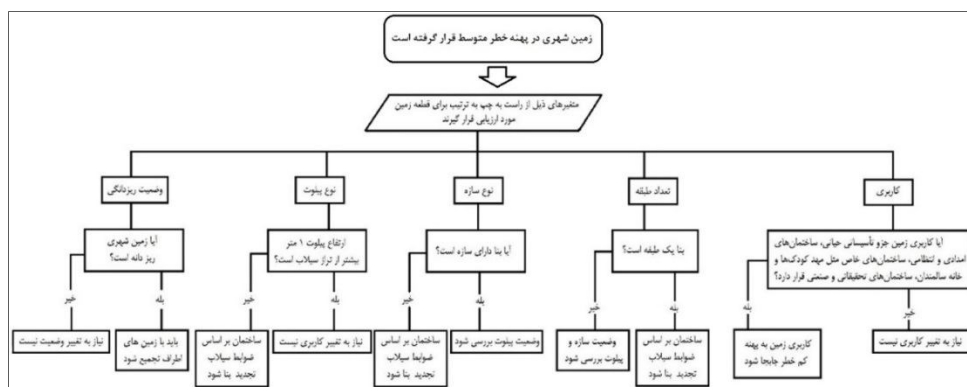 زمین شهری در پهنه خطر متوسط قرار گرفته است
متغیرهای ذیل از راست به چپ به ترتیب برای قطعه زمین
مورد ارزیابی قرار گیرند
کاربری
تعداد طبقه
نوع سازه
نوع پیلوت
وضعیت ریزدانگی
آیا کاربری زمین جزو تأسیساتی حیاتی، ساختمان‌های
امدادی و انتظامی، ساختمان‌های خاص مثل مهد کودک‌ها و
خانه سالمندان، ساختمان‌های تحقیقاتی و صنعتی قرار دارد؟
بنا یک طبقه است؟
آیا بنا دارای سازه است؟
ارتفاع پیلوت ۱ متر
بیشتر از تراز سیلاب است؟
آیا زمین شهری
ریز دانه است؟
خیر
بله
بله
خیر
بله
خیر
بله
خیر
بله
خیر
نیاز به تغییر کاربری نیست
کاربری زمین به پهنه
کم خطر جابجا شود
ساختمان بر اساس
ضوابط سیلاب
تجدید بنا شود
وضعیت سازه و
پیلوت بررسی شود
وضعیت پیلوت بررسی شود
ساختمان بر اساس
ضوابط سیلاب
تجدید بنا شود
نیاز به تغییر کاربری نیست
ساختمان بر اساس
ضوابط سیلاب
تجدید بنا شود
باید با زمین های
اطراف تجمیع شود
نیاز به تغییر وضعیت نیست